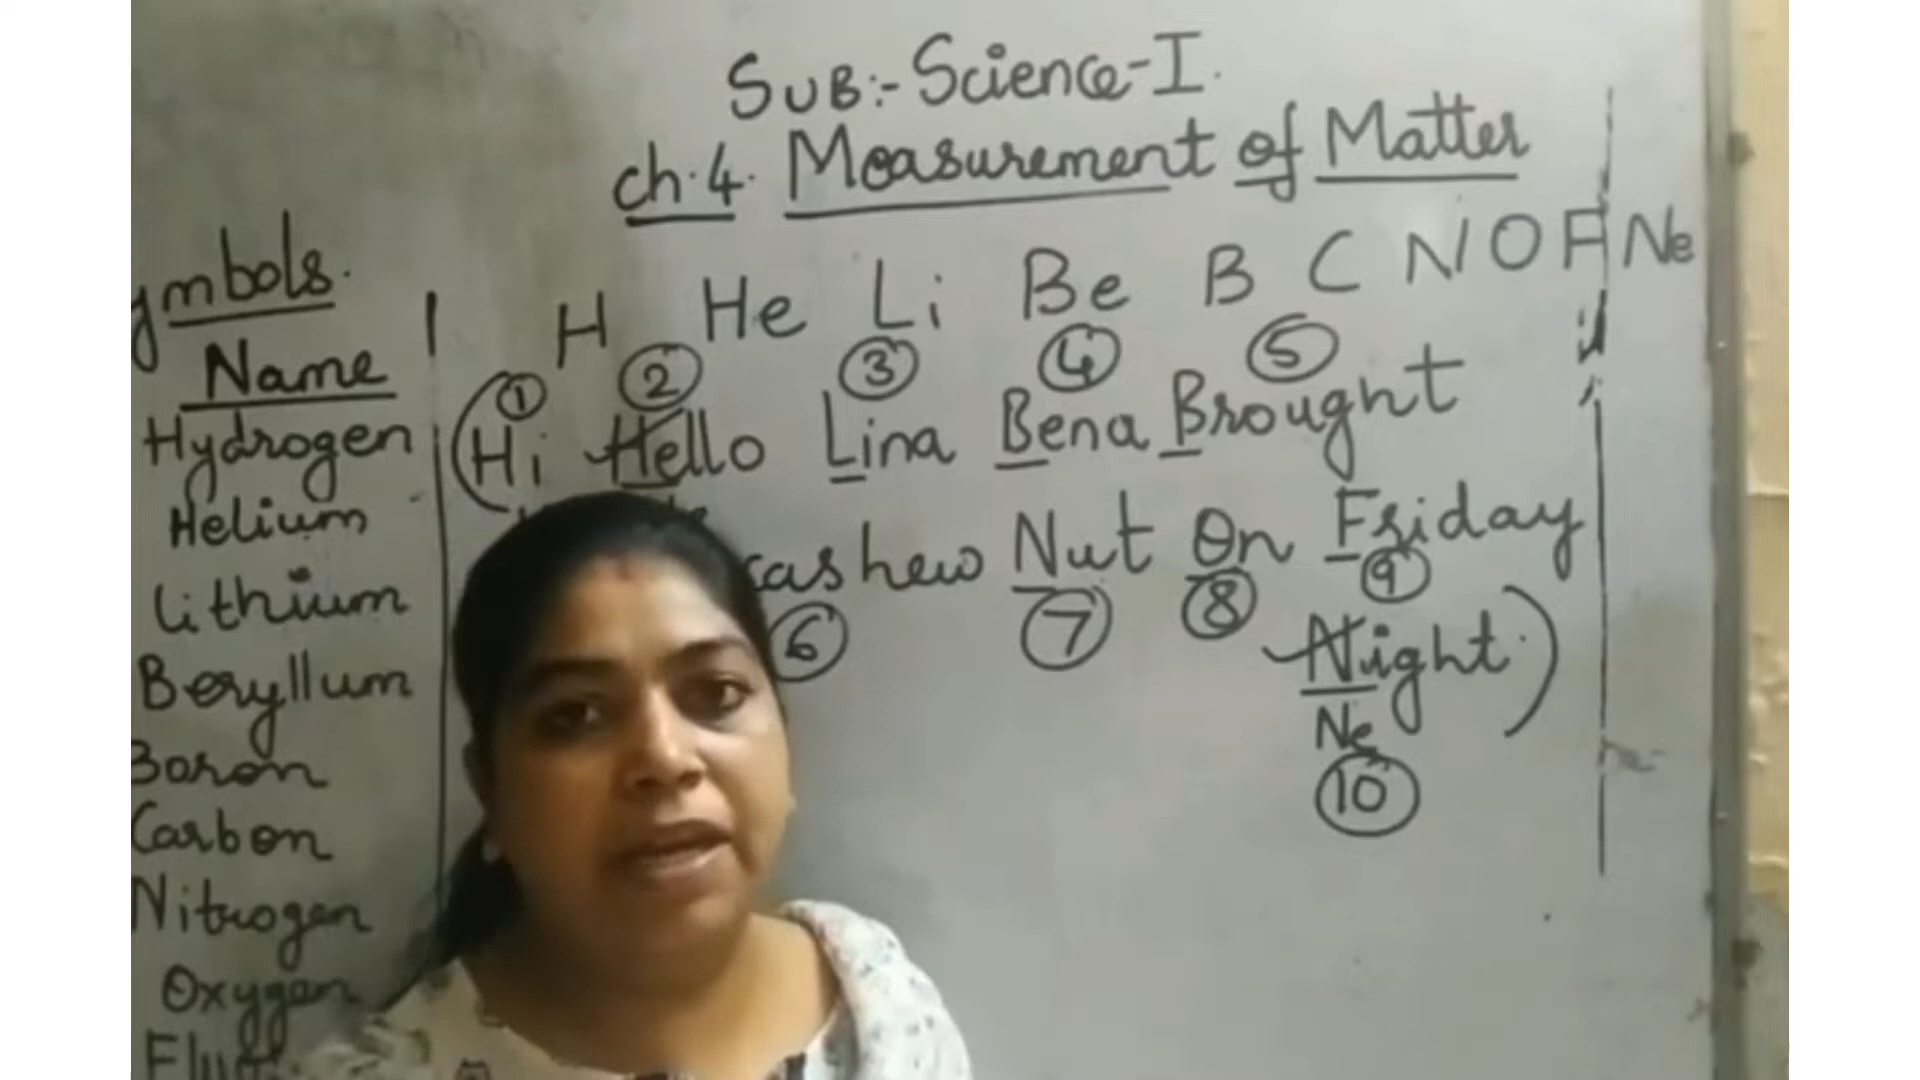 SUB:- Science-I.
ch.4. Measurement of Matter
ymbols.
Name
Hydrogen
Helium
Lithium
Beryllum
Boron
Carbon
Nitrogen
Oxygen
H He Li Be B C N O F Ne
1 2 3 4 5
(Hi Hello Lina Bena Brought
cashew Nut On Friday
6 7 8 9
Night.)
Ne
10